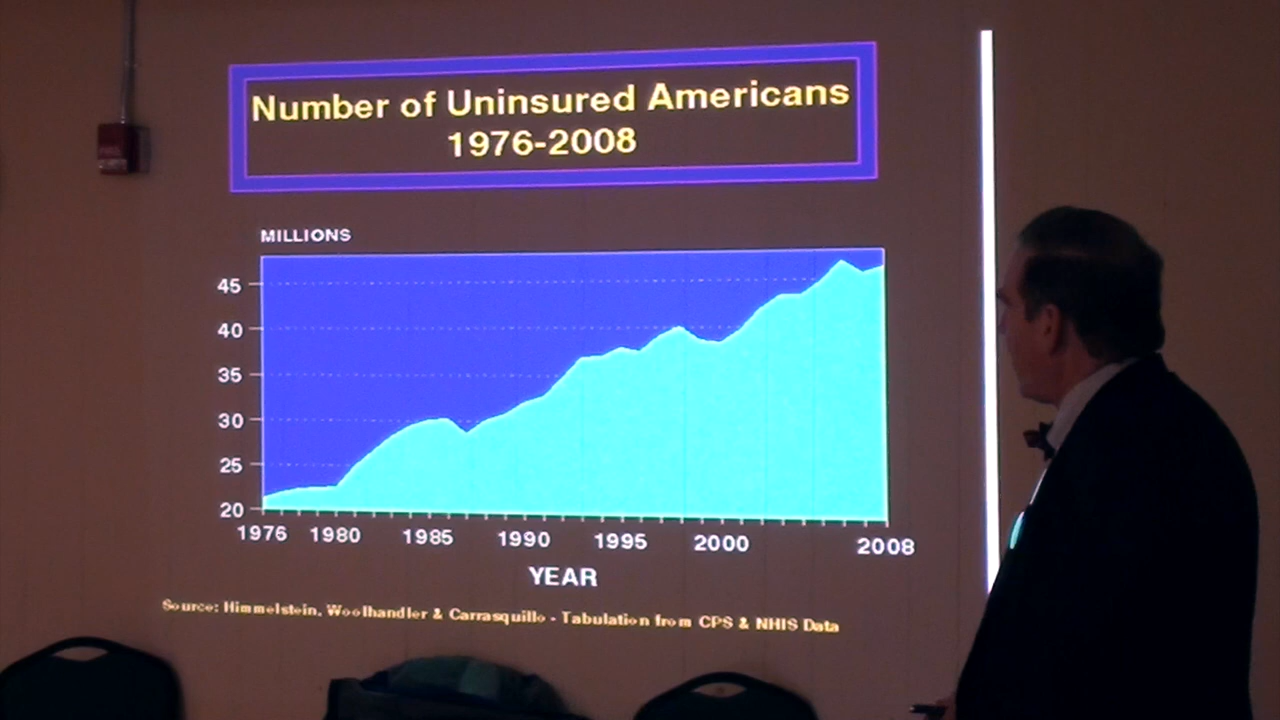 Number of Uninsured Americans
1976-2008
MILLIONS
45
40
35
30
25
20
1976 1980 1985 1990 1995 2000 2008
YEAR
Source: Himmelstein, Woolhandler & Carrasquillo - Tabulation from CPS & NHIS Data